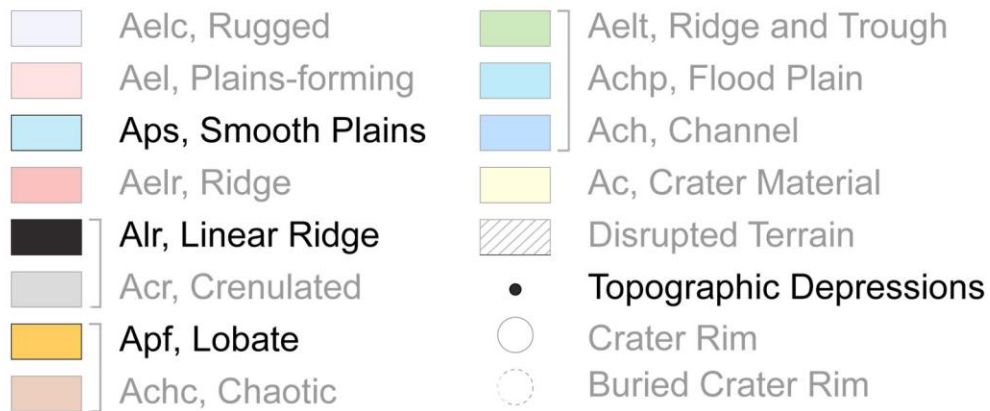 Aelc, Rugged
Ael, Plains-forming
Aps, Smooth Plains
Aelr, Ridge
Alr, Linear Ridge
Acr, Crenulated
Apf, Lobate
Achc, Chaotic
Aelt, Ridge and Trough
Achp, Flood Plain
Ach, Channel
Ac, Crater Material
Disrupted Terrain
Topographic Depressions
Crater Rim
Buried Crater Rim